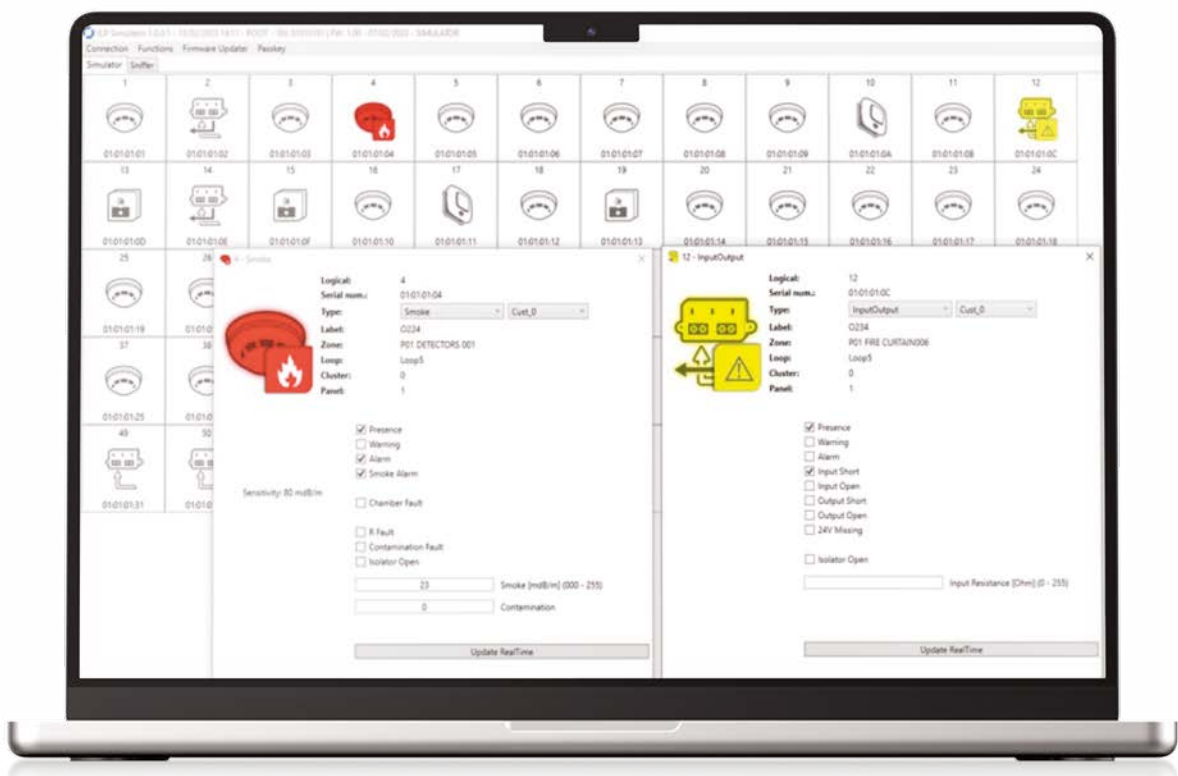 Connection Functions Firmware Updater Passkey
Simulator Sniffer
1 2 3 4 5 6 7 8 9 10 11 12
01:01:01:01 01:01:01:02 01:01:01:03 01:01:01:04 01:01:01:05 01:01:01:06 01:01:01:07 01:01:01:08 01:01:01:09 01:01:01:0A 01:01:01:0B 01:01:01:0C
13 14 15 16 17 18 19 20 21 22 23 24
01:01:01:0D 01:01:01:0E 01:01:01:0F 01:01:01:10 01:01:01:11 01:01:01:12 01:01:01:13 01:01:01:14 01:01:01:15 01:01:01:16 01:01:01:17 01:01:01:18
25 26
01:01:01:19
37 38
01:01:01:25
49 50
01:01:01:31
4 - Smoke
Logical: 4
Serial num.: 01:01:01:04
Type: Smoke Cust_0
Label: O224
Zone: P01 DETECTORS 001
Loop: Loop5
Cluster: 0
Panel: 1
Presence
Warning
Alarm
Smoke Alarm
Sensitivity: 80 mdB/m
Chamber Fault
R Fault
Contamination Fault
Isolator Open
23 Smoke [mdB/m] (000 - 255)
0 Contamination
Update RealTime
12 - InputOutput
Logical: 12
Serial num.: 01:01:01:0C
Type: InputOutput Cust_0
Label: O234
Zone: P01 FIRE CURTAIN006
Loop: Loop5
Cluster: 0
Panel: 1
Presence
Warning
Alarm
Input Short
Input Open
Output Short
Output Open
24V Missing
Isolator Open
Input Resistance [Ohm] (0 - 255)
Update RealTime